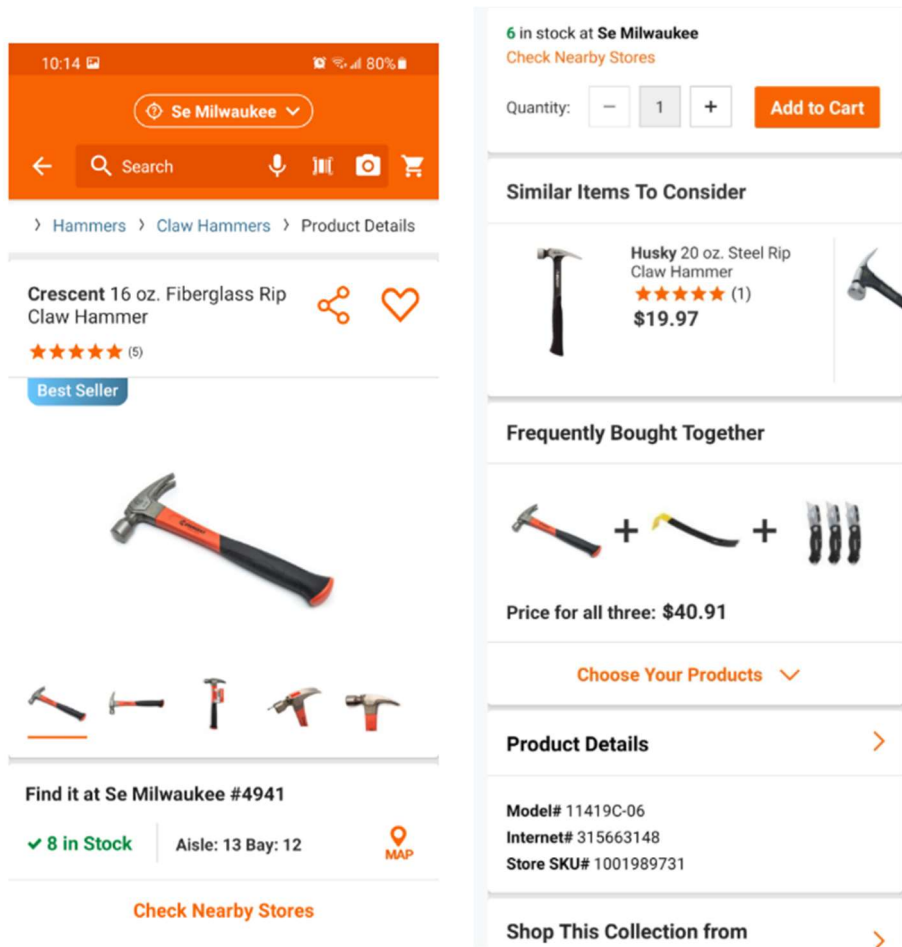 10:14
80%
Se Milwaukee
Search
> Hammers > Claw Hammers > Product Details
Crescent 16 oz. Fiberglass Rip
Claw Hammer
(5)
Best Seller
Find it at Se Milwaukee #4941
8 in Stock
Aisle: 13 Bay: 12
MAP
Check Nearby Stores
6 in stock at Se Milwaukee
Check Nearby Stores
Quantity: − 1 + Add to Cart
Similar Items To Consider
Husky 20 oz. Steel Rip
Claw Hammer
(1)
$19.97
Frequently Bought Together
+ +
Price for all three: $40.91
Choose Your Products
Product Details
Model# 11419C-06
Internet# 315663148
Store SKU# 1001989731
Shop This Collection from